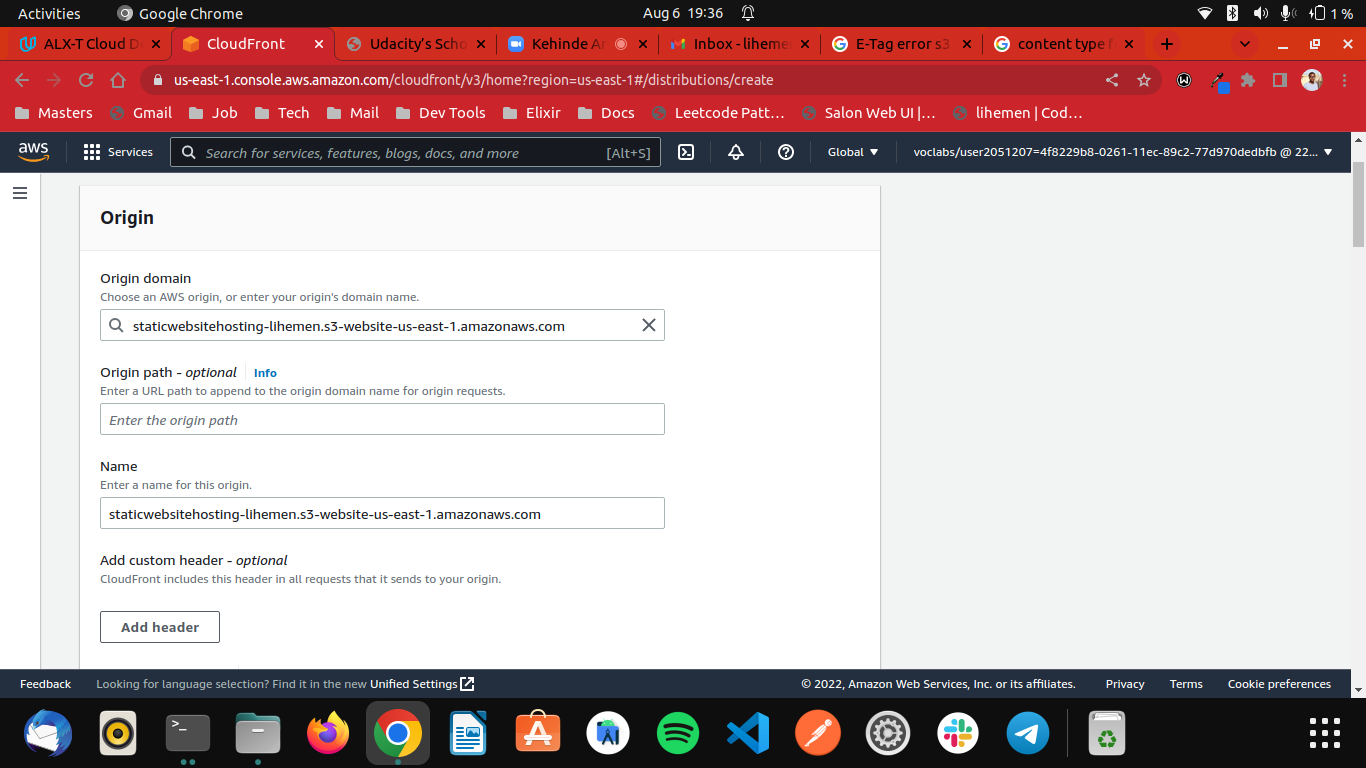 Activities Google Chrome Aug 6 19:36 1 %
ALX-T Cloud D CloudFront Udacity's Scho Kehinde A Inbox - liheme E-Tag error s3 content type f
us-east-1.console.aws.amazon.com/cloudfront/v3/home?region=us-east-1#/distributions/create
Masters Gmail Job Tech Mail Dev Tools Elixir Docs Leetcode Patt... Salon Web UI |... lihemen | Cod...
aws Services Search for services, features, blogs, docs, and more [Alt+S] Global voclabs/user2051207=4f8229b8-0261-11ec-89c2-77d970dedbfb @ 22...
Origin
Origin domain
Choose an AWS origin, or enter your origin's domain name.
staticwebsitehosting-lihemen.s3-website-us-east-1.amazonaws.com
Origin path - optional Info
Enter a URL path to append to the origin domain name for origin requests.
Enter the origin path
Name
Enter a name for this origin.
staticwebsitehosting-lihemen.s3-website-us-east-1.amazonaws.com
Add custom header - optional
CloudFront includes this header in all requests that it sends to your origin.
Add header
Feedback Looking for language selection? Find it in the new Unified Settings © 2022, Amazon Web Services, Inc. or its affiliates. Privacy Terms Cookie preferences